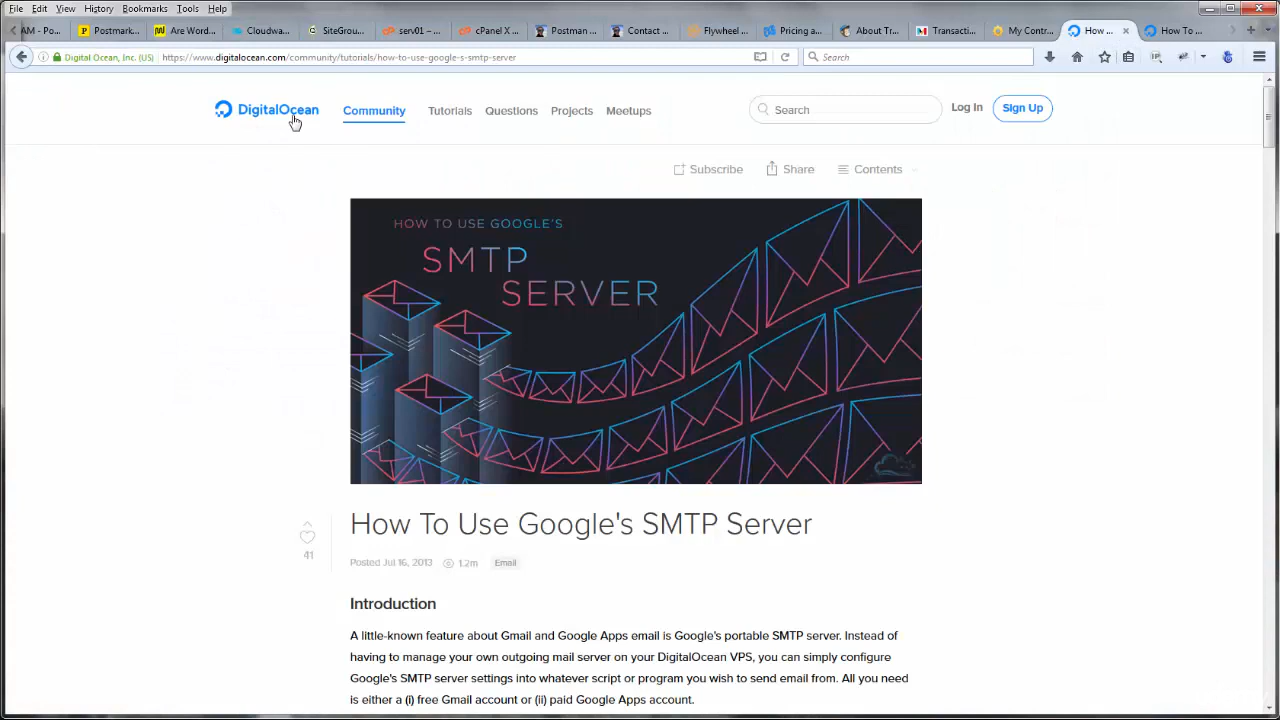 File Edit View History Bookmarks Tools Help
AM - Po... Postmark... Are Word... Cloudwa... SiteGrou... serv01 – ... cPanel X ... Postman ... Contact ... Flywheel ... Pricing a... About Tr... Transacti... My Contr... How ... How To ...
Digital Ocean, Inc. (US) https://www.digitalocean.com/community/tutorials/how-to-use-google-s-smtp-server Search
DigitalOcean Community Tutorials Questions Projects Meetups Search Log In Sign Up
Subscribe Share Contents
HOW TO USE GOOGLE'S
SMTP
SERVER
How To Use Google's SMTP Server
41
Posted Jul 16, 2013 1.2m Email
Introduction
A little-known feature about Gmail and Google Apps email is Google's portable SMTP server. Instead of
having to manage your own outgoing mail server on your DigitalOcean VPS, you can simply configure
Google's SMTP server settings into whatever script or program you wish to send email from. All you need
is either a (i) free Gmail account or (ii) paid Google Apps account.